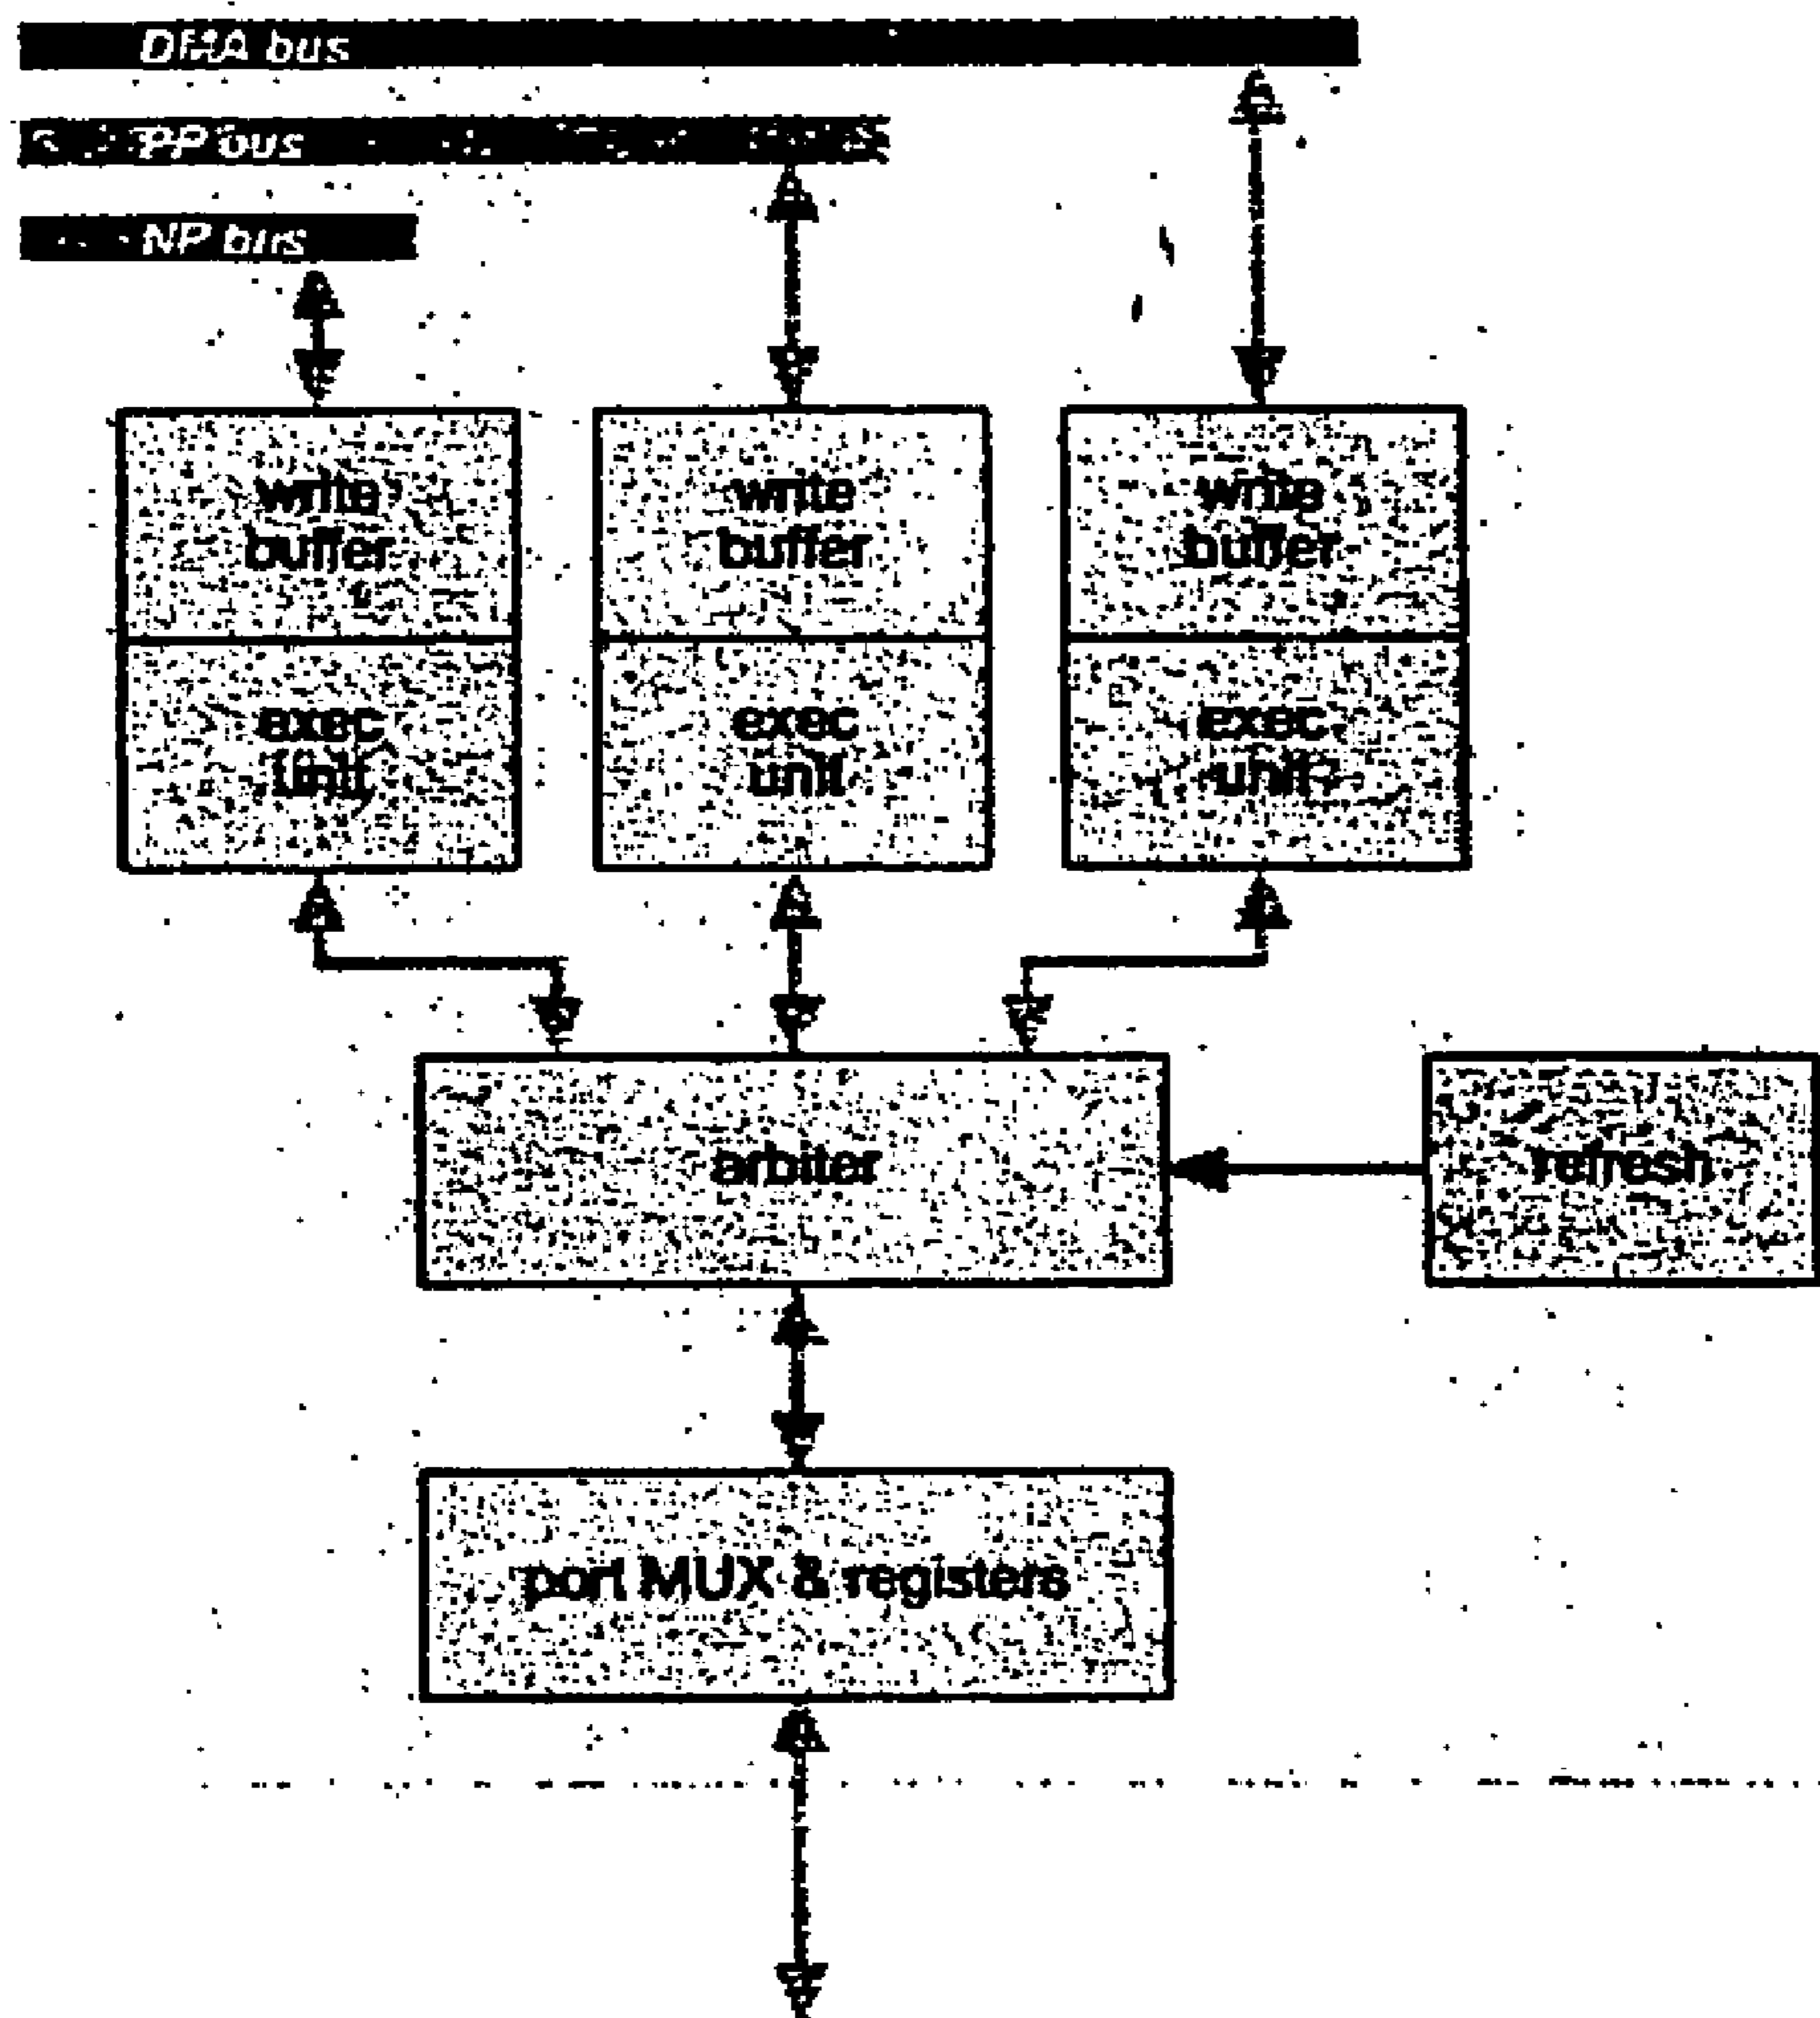 DMA bus
PP bus
NP bus
write
buffer
write
buffer
write
buffer
exec
unit
exec
unit
exec
unit
arbiter
refresh
port MUX & registers